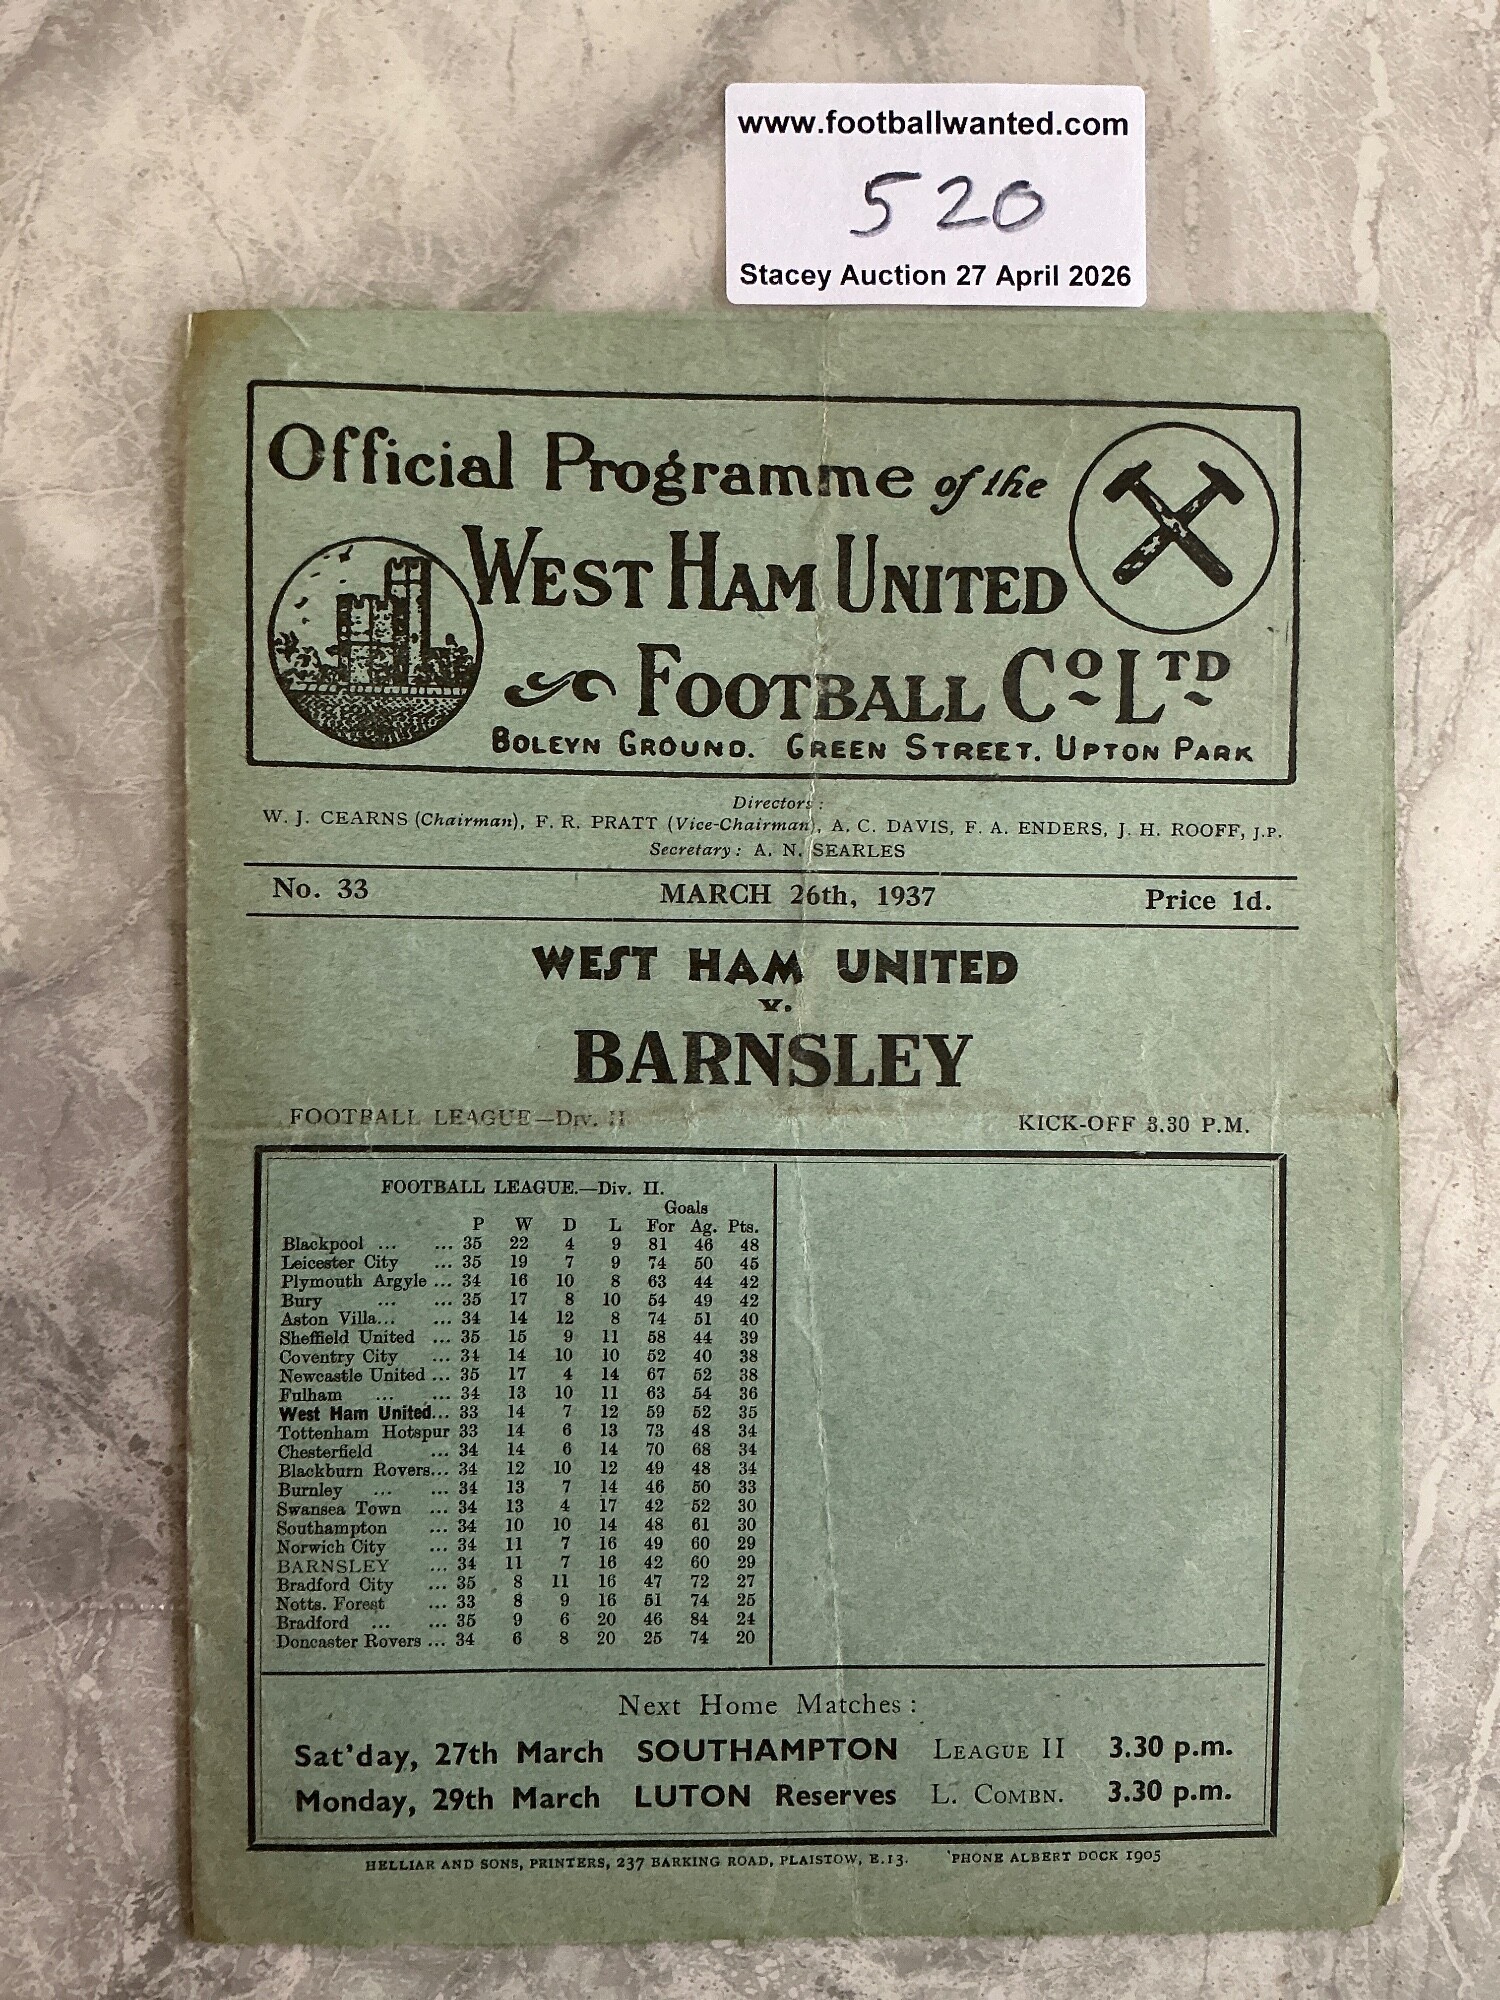 www.footballwanted.com
520
Stacey Auction 27 April 2026
Official Programme of the
WEST HAM UNITED
FOOTBALL Co LTD
BOLEYN GROUND. GREEN STREET. UPTON PARK
Directors:
W. J. CEARNS (Chairman), F. R. PRATT (Vice-Chairman), A. C. DAVIS, F. A. ENDERS, J. H. ROOFF, J.P.
Secretary: A. N. SEARLES
No. 33 MARCH 26th, 1937 Price 1d.
WEST HAM UNITED
v.
BARNSLEY
FOOTBALL LEAGUE—Div. II KICK-OFF 3.30 P.M.
FOOTBALL LEAGUE.—Div. II.
Goals
P W D L For Ag. Pts.
Blackpool ... ... 35 22 4 9 81 46 48
Leicester City ... 35 19 7 9 74 50 45
Plymouth Argyle ... 34 16 10 8 63 44 42
Bury ... ... 35 17 8 10 54 49 42
Aston Villa... ... 34 14 12 8 74 51 40
Sheffield United ... 35 15 9 11 58 44 39
Coventry City ... 34 14 10 10 52 40 38
Newcastle United ... 35 17 4 14 67 52 38
Fulham ... ... 34 13 10 11 63 54 36
West Ham United... 33 14 7 12 59 52 35
Tottenham Hotspur 33 14 6 13 73 48 34
Chesterfield ... 34 14 6 14 70 68 34
Blackburn Rovers... 34 12 10 12 49 48 34
Burnley ... ... 34 13 7 14 46 50 33
Swansea Town ... 34 13 4 17 42 52 30
Southampton ... 34 10 10 14 48 61 30
Norwich City ... 34 11 7 16 49 60 29
BARNSLEY ... 34 11 7 16 42 60 29
Bradford City ... 35 8 11 16 47 72 27
Notts. Forest ... 33 8 9 16 51 74 25
Bradford ... ... 35 9 6 20 46 84 24
Doncaster Rovers ... 34 6 8 20 25 74 20
Next Home Matches:
Sat'day, 27th March SOUTHAMPTON LEAGUE II 3.30 p.m.
Monday, 29th March LUTON Reserves L. COMBN. 3.30 p.m.
HELLIAR AND SONS, PRINTERS, 237 BARKING ROAD, PLAISTOW, E.13. 'PHONE ALBERT DOCK 1905